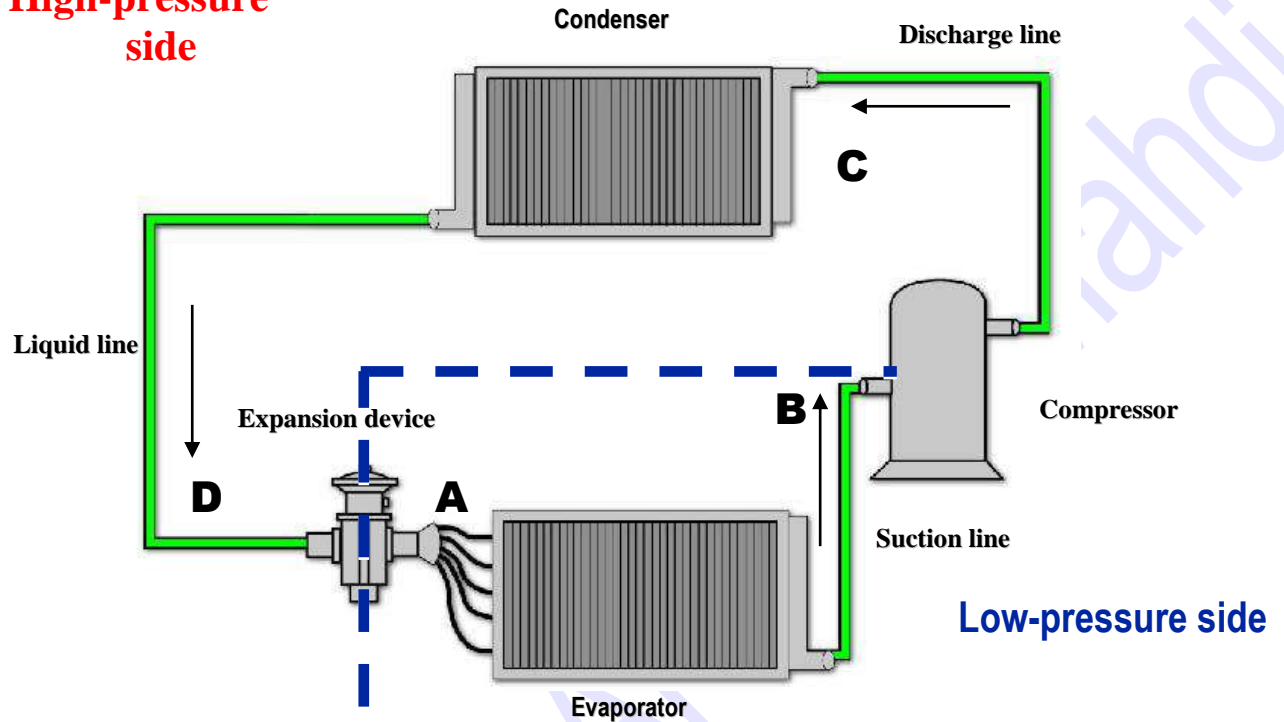 High-pressure
side
Condenser
Discharge line
C
Liquid line
Expansion device
B
Compressor
D
A
Suction line
Low-pressure side
Evaporator